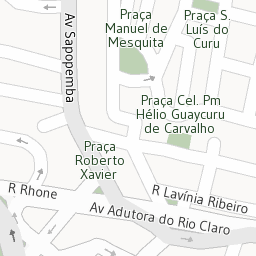 Praça
Manuel de
Mesquita
Praça S.
Luís do
Curu
Av Sapopemba
Praça Cel. Pm
Hélio Guaycuru
de Carvalho
Praça
Roberto
Xavier
R Rhone
R Lavínia Ribeiro
Av Adutora do Rio Claro